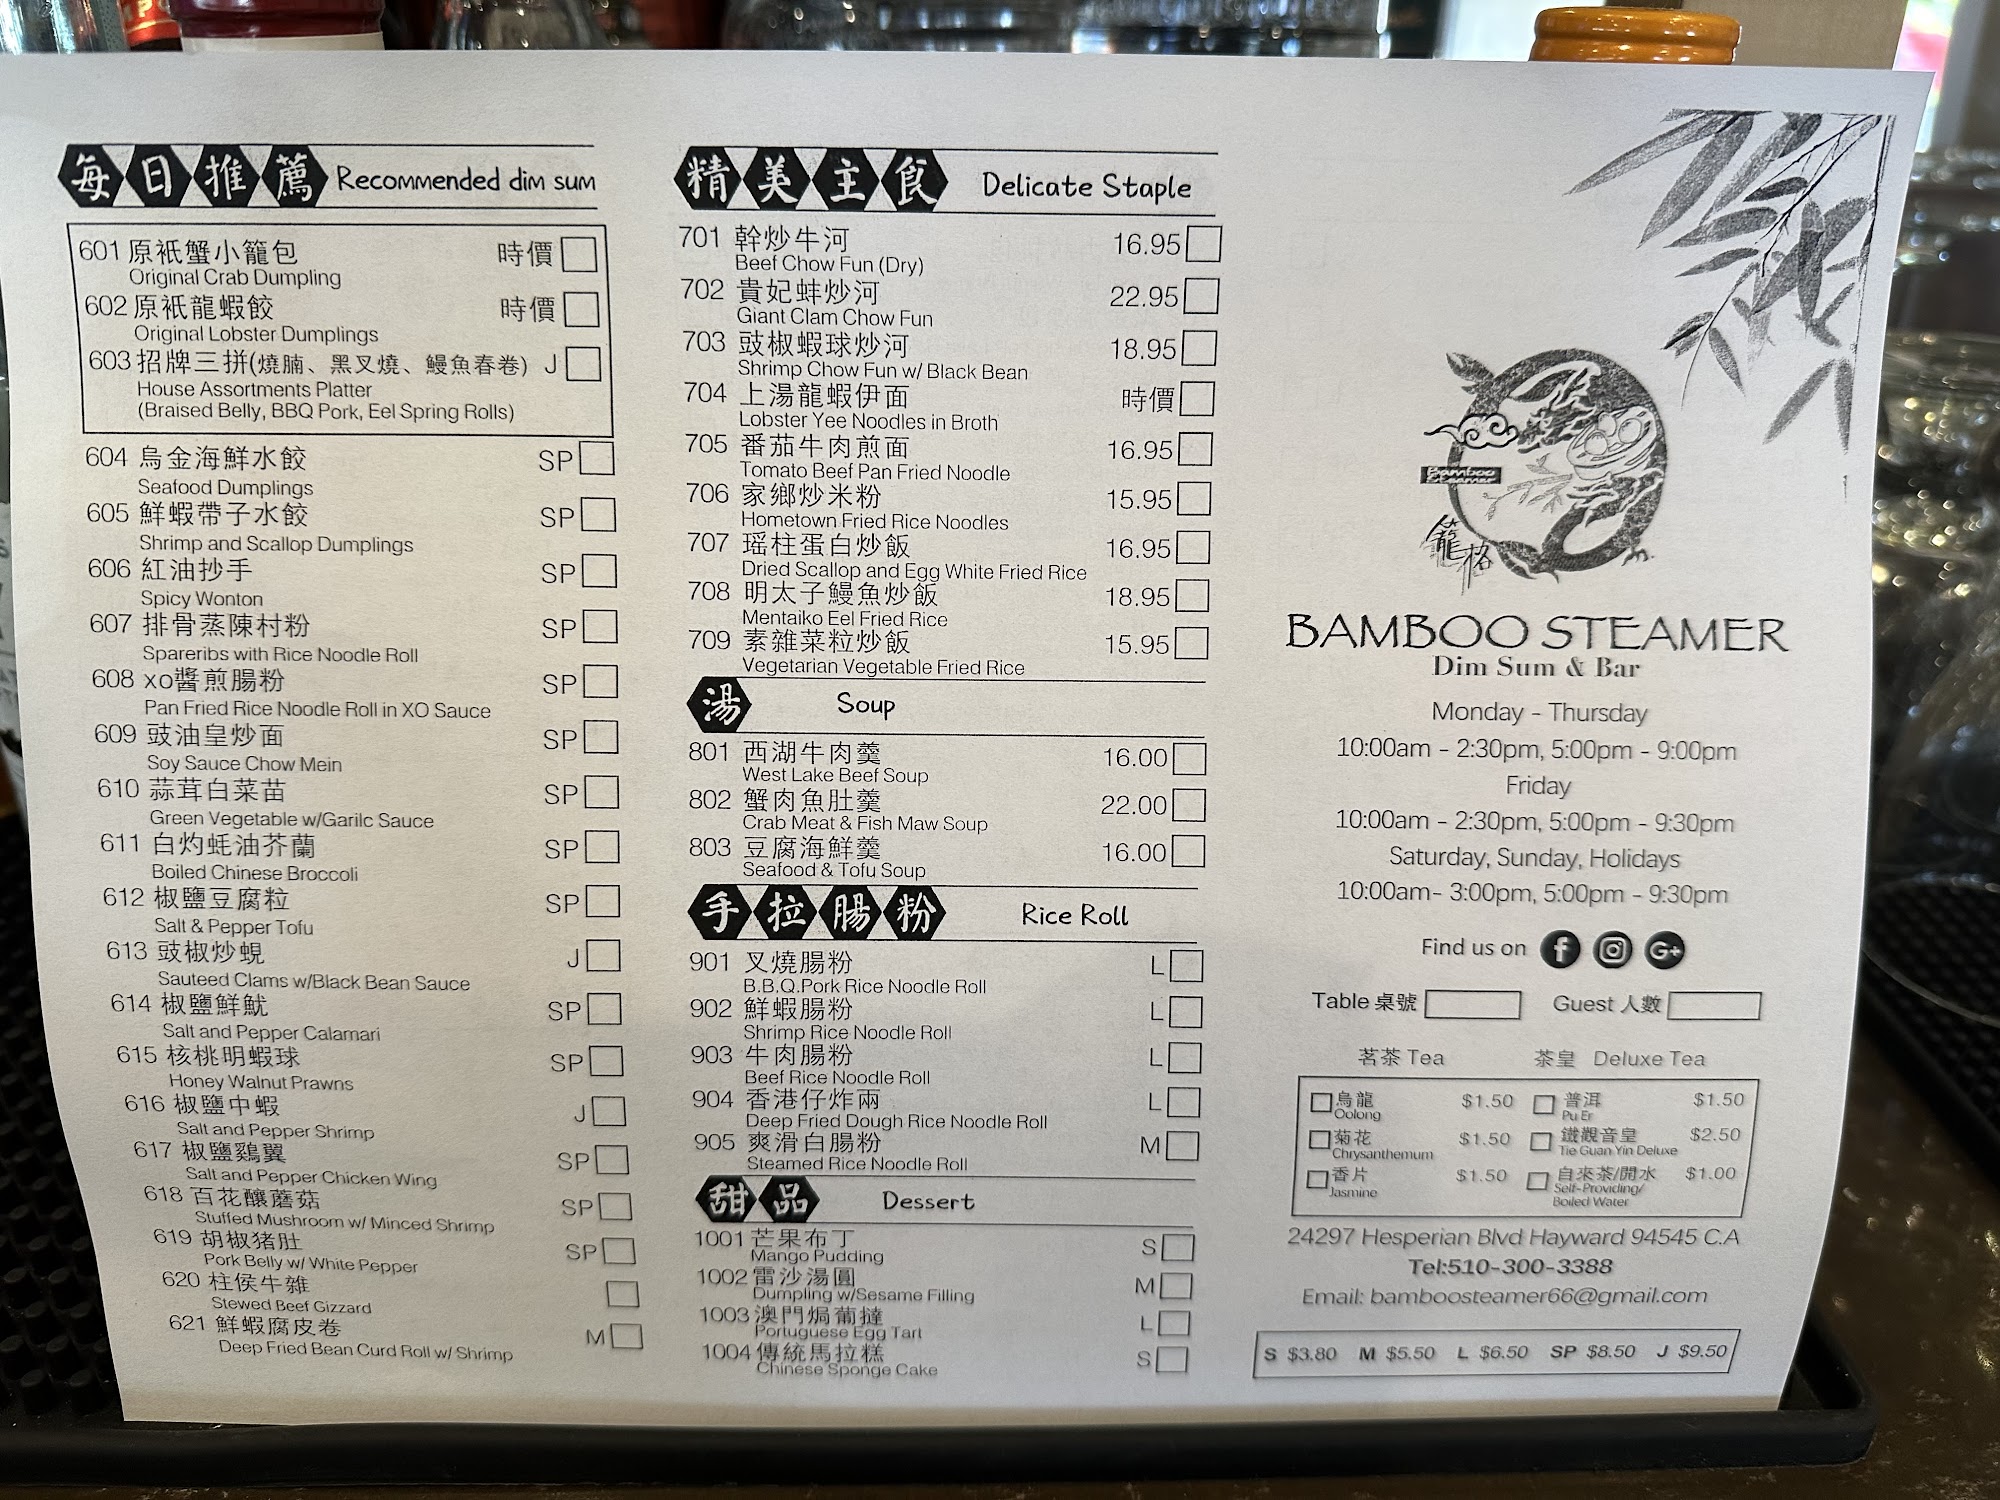 每日推薦 Recommended dim sum
601 原衹蟹小籠包 時價
Original Crab Dumpling
602 原衹龍蝦餃 時價
Original Lobster Dumplings
603 招牌三拼(燒腩、黑叉燒、鰻魚春卷) J
House Assortments Platter
(Braised Belly, BBQ Pork, Eel Spring Rolls)
604 烏金海鮮水餃 SP
Seafood Dumplings
605 鮮蝦帶子水餃 SP
Shrimp and Scallop Dumplings
606 紅油抄手 SP
Spicy Wonton
607 排骨蒸陳村粉 SP
Spareribs with Rice Noodle Roll
608 xo醬煎腸粉 SP
Pan Fried Rice Noodle Roll in XO Sauce
609 豉油皇炒面 SP
Soy Sauce Chow Mein
610 蒜茸白菜苗 SP
Green Vegetable w/Garilc Sauce
611 白灼蚝油芥蘭 SP
Boiled Chinese Broccoli
612 椒鹽豆腐粒 SP
Salt & Pepper Tofu
613 豉椒炒蜆 J
Sauteed Clams w/Black Bean Sauce
614 椒鹽鮮魷 SP
Salt and Pepper Calamari
615 核桃明蝦球 SP
Honey Walnut Prawns
616 椒鹽中蝦 J
Salt and Pepper Shrimp
617 椒鹽鷄翼 SP
Salt and Pepper Chicken Wing
618 百花釀蘑菇 SP
Stuffed Mushroom w/ Minced Shrimp
619 胡椒猪肚 SP
Pork Belly w/ White Pepper
620 柱侯牛雜
Stewed Beef Gizzard
621 鮮蝦腐皮卷 M
Deep Fried Bean Curd Roll w/ Shrimp
精美主食 Delicate Staple
701 幹炒牛河 16.95
Beef Chow Fun (Dry)
702 貴妃蚌炒河 22.95
Giant Clam Chow Fun
703 豉椒蝦球炒河 18.95
Shrimp Chow Fun w/ Black Bean
704 上湯龍蝦伊面 時價
Lobster Yee Noodles in Broth
705 番茄牛肉煎面 16.95
Tomato Beef Pan Fried Noodle
706 家鄉炒米粉 15.95
Hometown Fried Rice Noodles
707 瑶柱蛋白炒飯 16.95
Dried Scallop and Egg White Fried Rice
708 明太子鰻魚炒飯 18.95
Mentaiko Eel Fried Rice
709 素雜菜粒炒飯 15.95
Vegetarian Vegetable Fried Rice
湯 Soup
801 西湖牛肉羹 16.00
West Lake Beef Soup
802 蟹肉魚肚羹 22.00
Crab Meat & Fish Maw Soup
803 豆腐海鮮羹 16.00
Seafood & Tofu Soup
手拉腸粉 Rice Roll
901 叉燒腸粉 L
B.B.Q.Pork Rice Noodle Roll
902 鮮蝦腸粉 L
Shrimp Rice Noodle Roll
903 牛肉腸粉 L
Beef Rice Noodle Roll
904 香港仔炸兩 L
Deep Fried Dough Rice Noodle Roll
905 爽滑白腸粉 M
Steamed Rice Noodle Roll
甜品 Dessert
1001 芒果布丁 S
Mango Pudding
1002 雷沙湯圓 M
Dumpling w/Sesame Filling
1003 澳門焗葡撻 L
Portuguese Egg Tart
1004 傳統馬拉糕 S
Chinese Sponge Cake
Bamboo
Steamer
籠格
BAMBOO STEAMER
Dim Sum & Bar
Monday - Thursday
10:00am - 2:30pm, 5:00pm - 9:00pm
Friday
10:00am - 2:30pm, 5:00pm - 9:30pm
Saturday, Sunday, Holidays
10:00am- 3:00pm, 5:00pm - 9:30pm
Find us on f G+
Table 桌號 Guest 人數
茗茶 Tea 茶皇 Deluxe Tea
烏龍 $1.50 普洱 $1.50
Oolong Pu Er
菊花 $1.50 鐵觀音皇 $2.50
Chrysanthemum Tie Guan Yin Deluxe
香片 $1.50 自來茶/開水 $1.00
Jasmine Self-Providing/
Boiled Water
24297 Hesperian Blvd Hayward 94545 C.A
Tel:510-300-3388
Email: bamboosteamer66@gmail.com
S $3.80 M $5.50 L $6.50 SP $8.50 J $9.50